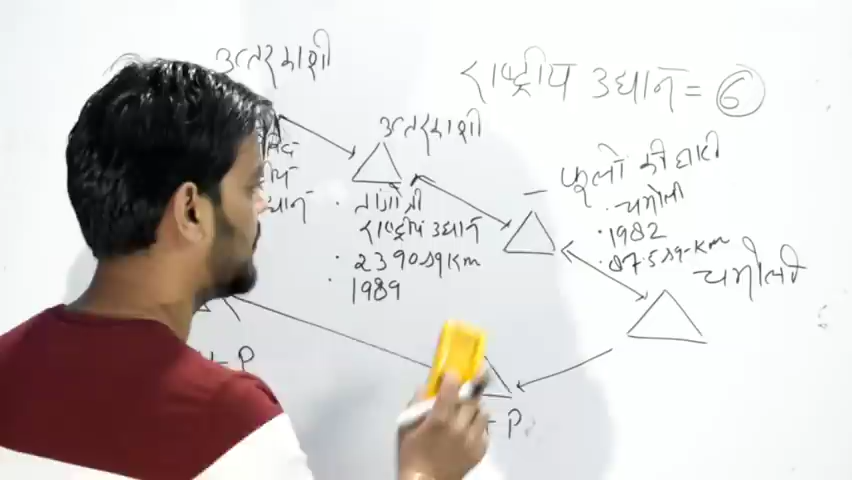 उत्तरकाशी
राष्ट्रीय उद्यान = 6
उत्तरकाशी
फूलों की घाटी
· चमोली
· 1982
· 87.5 sq Km
गंगोत्री
राष्ट्रीय उद्यान
· 2390 sq Km
· 1989
चमोली
+ P
+ P